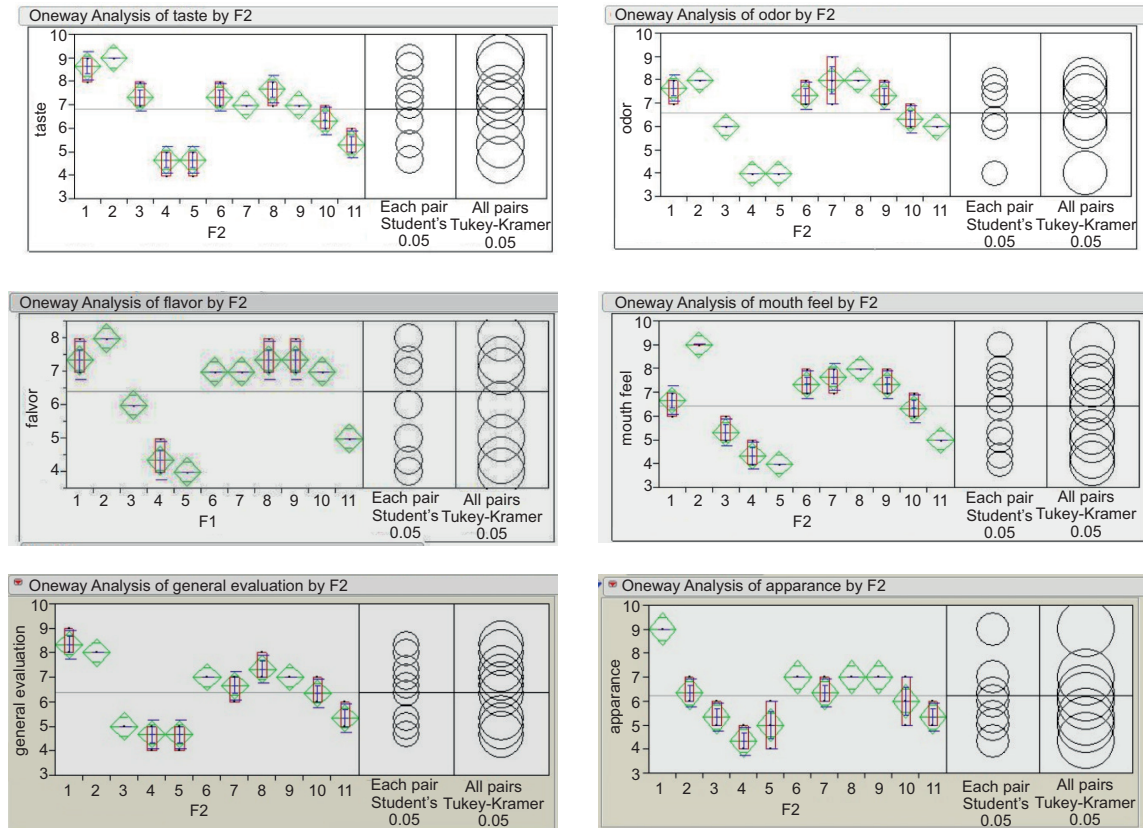 Oneway Analysis of taste by F2
taste
10
9
8
7
6
5
4
3
1 2 3 4 5 6 7 8 9 10 11
F2
Each pair
Student's
0.05
All pairs
Tukey-Kramer
0.05
Oneway Analysis of odor by F2
odor
10
9
8
7
6
5
4
3
1 2 3 4 5 6 7 8 9 10 11
F2
Each pair
Student's
0.05
All pairs
Tukey-Kramer
0.05
Oneway Analysis of flavor by F2
falvor
8
7
6
5
4
1 2 3 4 5 6 7 8 9 10 11
F1
Each pair
Student's
0.05
All pairs
Tukey-Kramer
0.05
Oneway Analysis of mouth feel by F2
mouth feel
10
9
8
7
6
5
4
3
1 2 3 4 5 6 7 8 9 10 11
F2
Each pair
Student's
0.05
All pairs
Tukey-Kramer
0.05
Oneway Analysis of general evaluation by F2
general evaluation
10
9
8
7
6
5
4
3
1 2 3 4 5 6 7 8 9 10 11
F2
Each pair
Student's
0.05
All pairs
Tukey-Kramer
0.05
Oneway Analysis of apparance by F2
apparance
10
9
8
7
6
5
4
3
1 2 3 4 5 6 7 8 9 10 11
F2
Each pair
Student's
0.05
All pairs
Tukey-Kramer
0.05